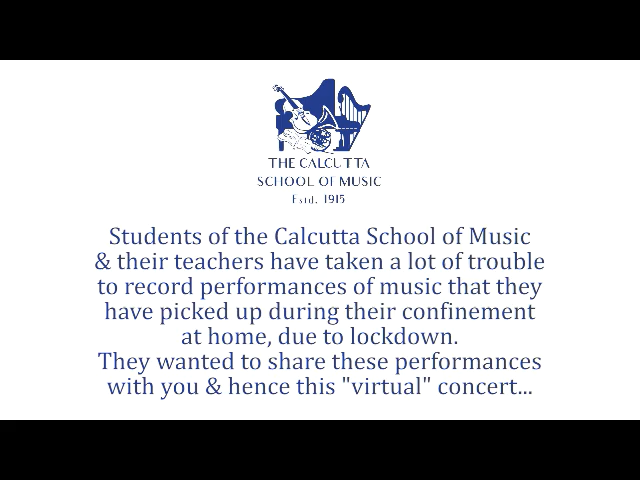 THE CALCUTTA
SCHOOL OF MUSIC
Estd. 1915
Students of the Calcutta School of Music
& their teachers have taken a lot of trouble
to record performances of music that they
have picked up during their confinement
at home, due to lockdown.
They wanted to share these performances
with you & hence this "virtual" concert...